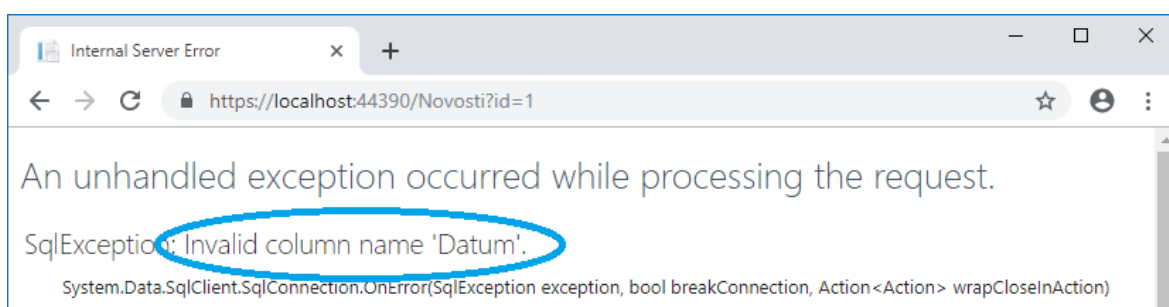 Internal Server Error
https://localhost:44390/Novosti?id=1
An unhandled exception occurred while processing the request.
SqlException: Invalid column name 'Datum'.
System.Data.SqlClient.SqlConnection.OnError(SqlException exception, bool breakConnection, Action<Action> wrapCloseInAction)